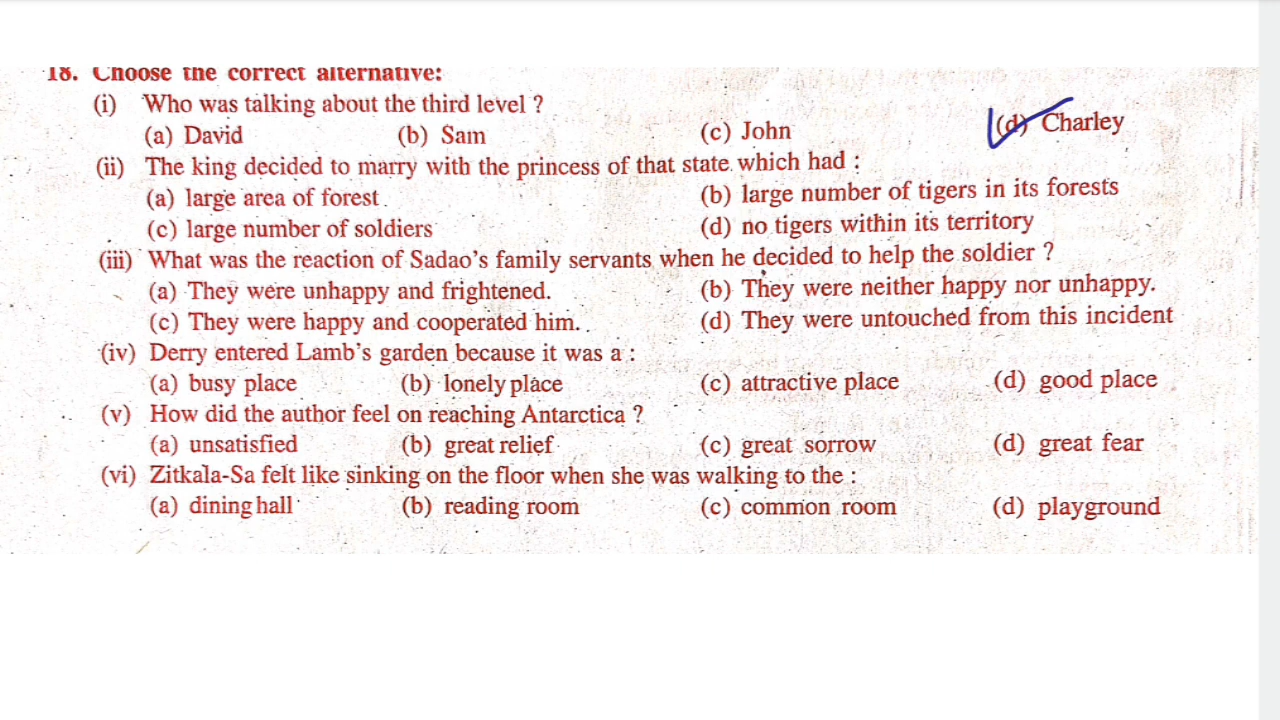 18. Choose the correct alternative:
(i) Who was talking about the third level ?
(a) David (b) Sam (c) John (d) Charley
(ii) The king decided to marry with the princess of that state which had :
(a) large area of forest (b) large number of tigers in its forests
(c) large number of soldiers (d) no tigers within its territory
(iii) What was the reaction of Sadao's family servants when he decided to help the soldier ?
(a) They were unhappy and frightened. (b) They were neither happy nor unhappy.
(c) They were happy and cooperated him. (d) They were untouched from this incident
(iv) Derry entered Lamb's garden because it was a :
(a) busy place (b) lonely place (c) attractive place (d) good place
(v) How did the author feel on reaching Antarctica ?
(a) unsatisfied (b) great relief (c) great sorrow (d) great fear
(vi) Zitkala-Sa felt like sinking on the floor when she was walking to the :
(a) dining hall (b) reading room (c) common room (d) playground